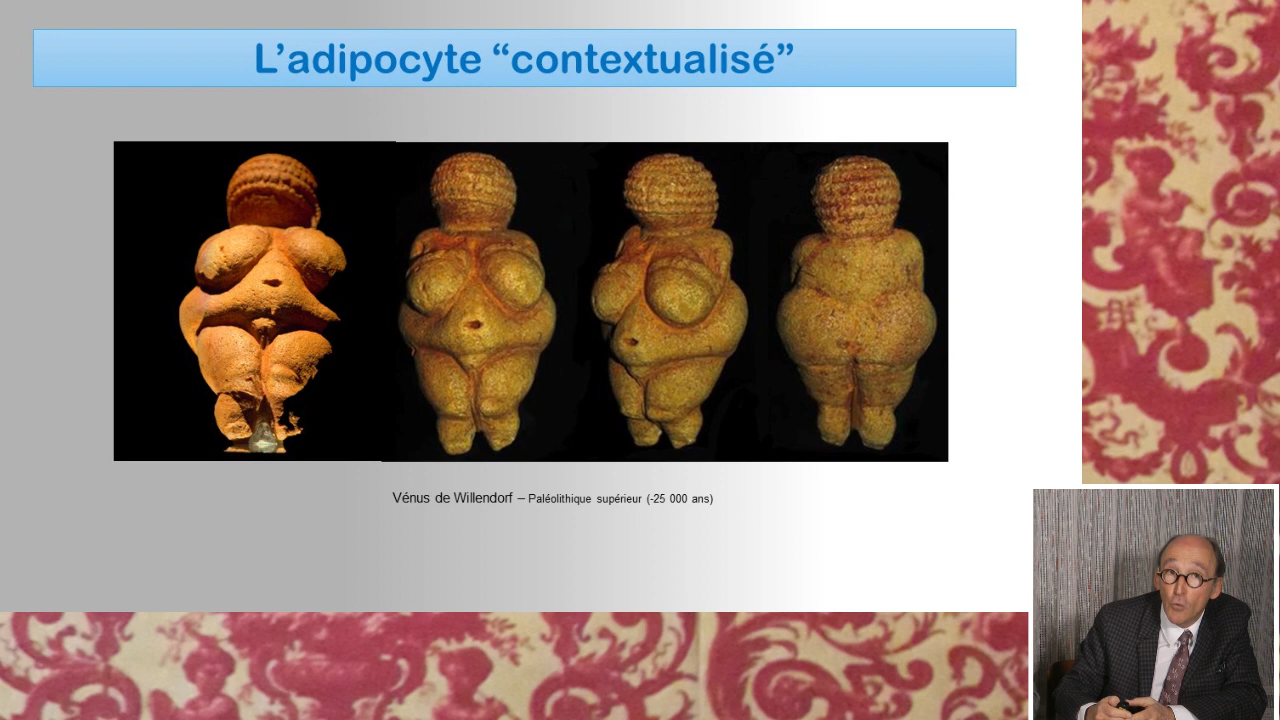 L’adipocyte “contextualisé”
Vénus de Willendorf – Paléolithique supérieur (-25 000 ans)